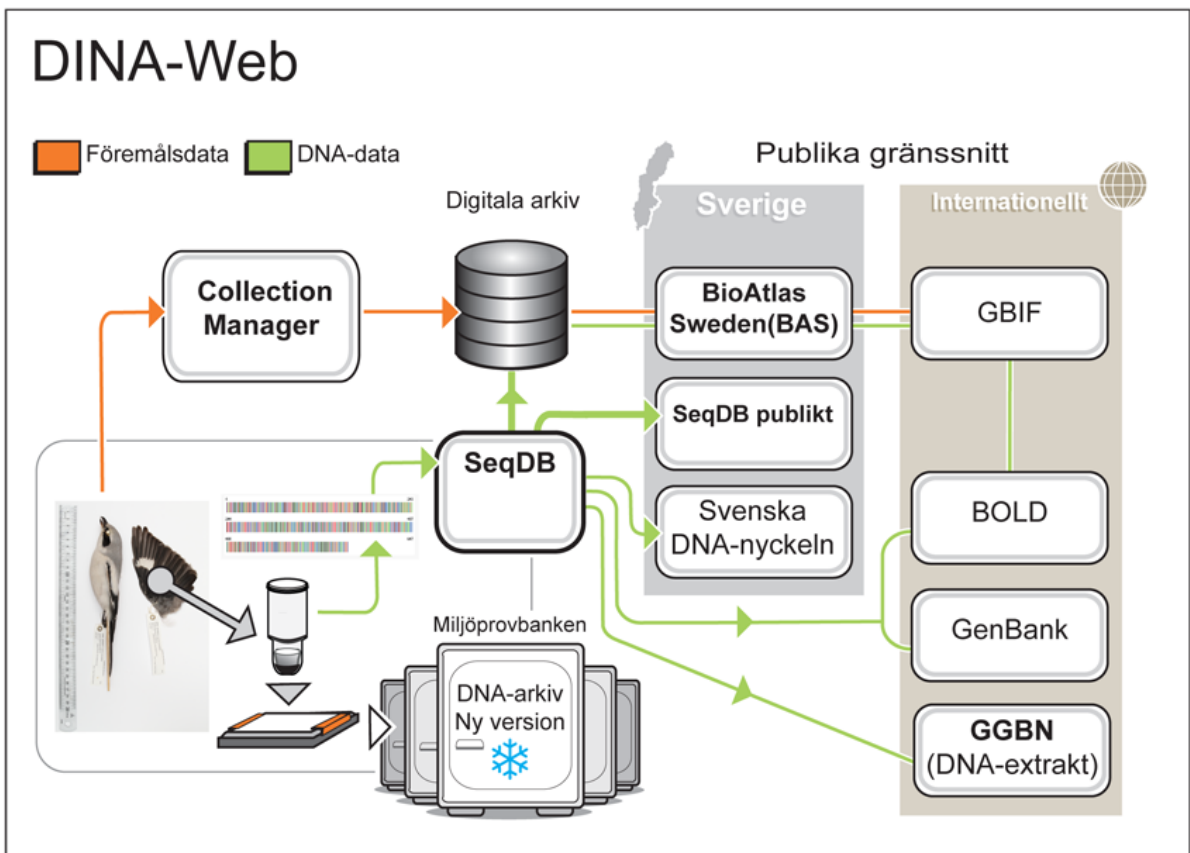 DINA-Web
Föremålsdata
DNA-data
Publika gränssnitt
Digitala arkiv
Sverige
Internationellt
Collection
Manager
BioAtlas
Sweden(BAS)
GBIF
SeqDB publikt
SeqDB
Svenska
DNA-nyckeln
BOLD
GenBank
Miljöprovbanken
DNA-arkiv
Ny version
GGBN
(DNA-extrakt)